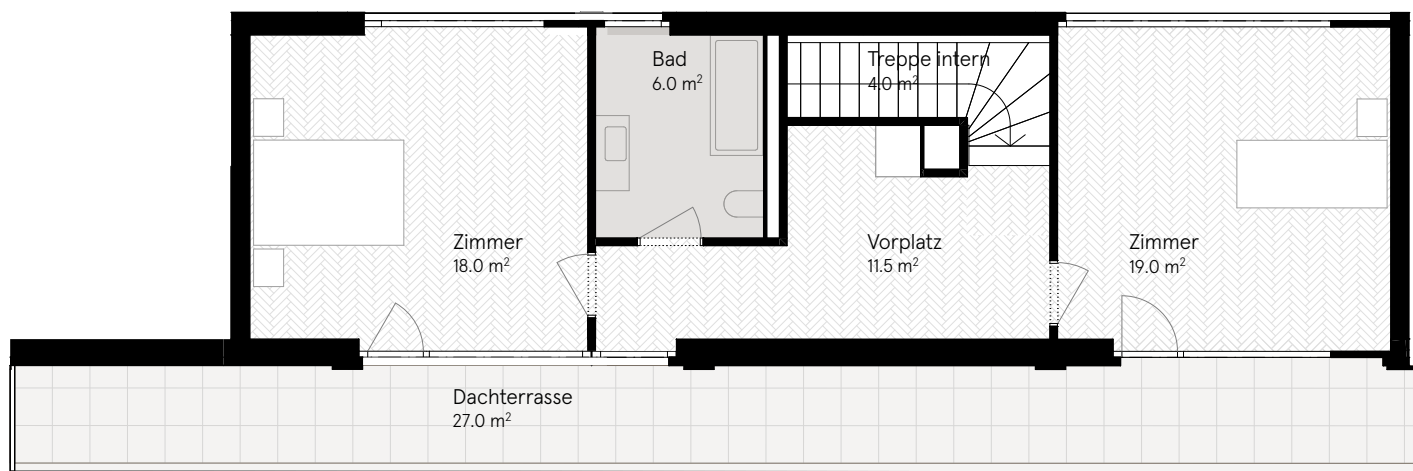 Bad
6.0 m²
Treppe intern
4.0 m²
Zimmer
18.0 m²
Vorplatz
11.5 m²
Zimmer
19.0 m²
Dachterrasse
27.0 m²